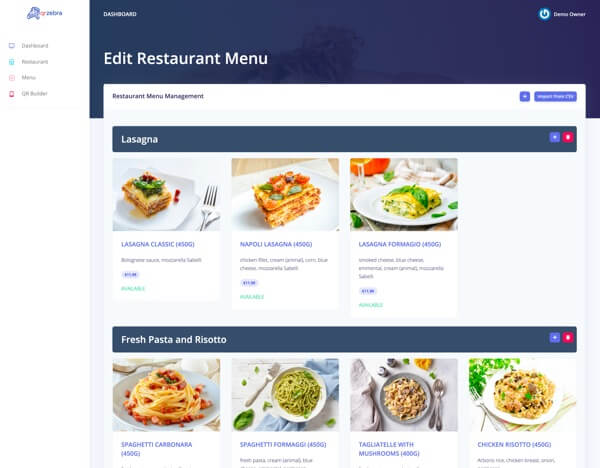 qrzebra
DASHBOARD
Demo Owner
Dashboard
Restaurant
Menu
QR Builder
Edit Restaurant Menu
Restaurant Menu Management
Import from CSV
Lasagna
LASAGNA CLASSIC (450G)
Bolognese sauce, mozzarella Sabelli
€11.99
AVAILABLE
NAPOLI LASAGNA (450G)
chicken fillet, cream (animal), corn, blue
cheese, mozzarella Sabelli
€11.99
AVAILABLE
LASAGNA FORMAGIO (450G)
smoked cheese, blue cheese,
emmental, cream (animal), mozzarella
Sabelli
€11.99
AVAILABLE
Fresh Pasta and Risotto
SPAGHETTI CARBONARA
(450G)
SPAGHETTI FORMAGGI (450G)
fresh pasta, cream (animal), blue
TAGLIATELLE WITH
MUSHROOMS (400G)
CHICKEN RISOTTO (450G)
Arborio rice, chicken breast, onion,